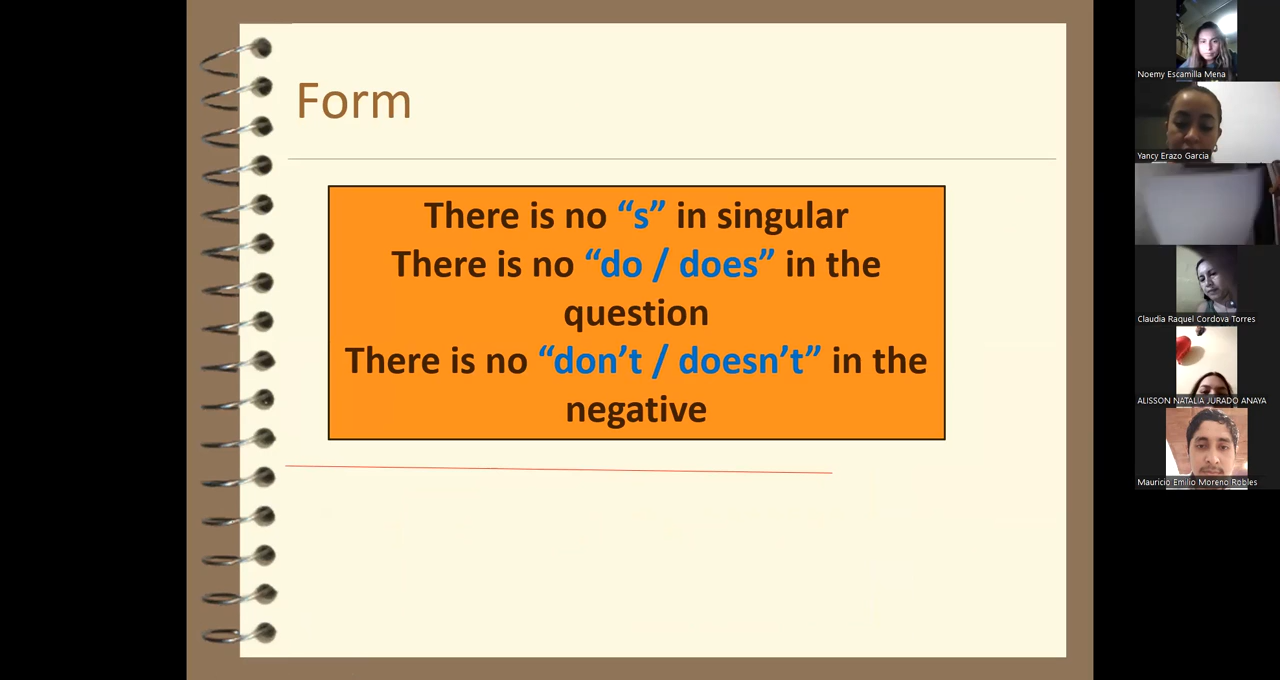 Form
There is no “s” in singular
There is no “do / does” in the
question
There is no “don’t / doesn’t” in the
negative
Noemy Escamilla Mena
Yancy Erazo Garcia
Claudia Raquel Cordova Torres
ALISSON NATALIA JURADO ANAYA
Mauricio Emilio Moreno Robles